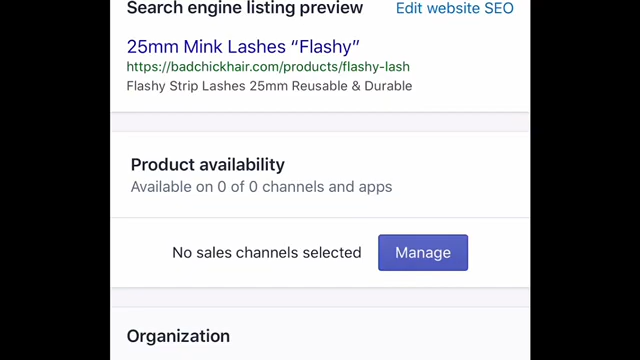 Search engine listing preview
Edit website SEO
25mm Mink Lashes “Flashy”
https://badchickhair.com/products/flashy-lash
Flashy Strip Lashes 25mm Reusable & Durable
Product availability
Available on 0 of 0 channels and apps
No sales channels selected
Manage
Organization